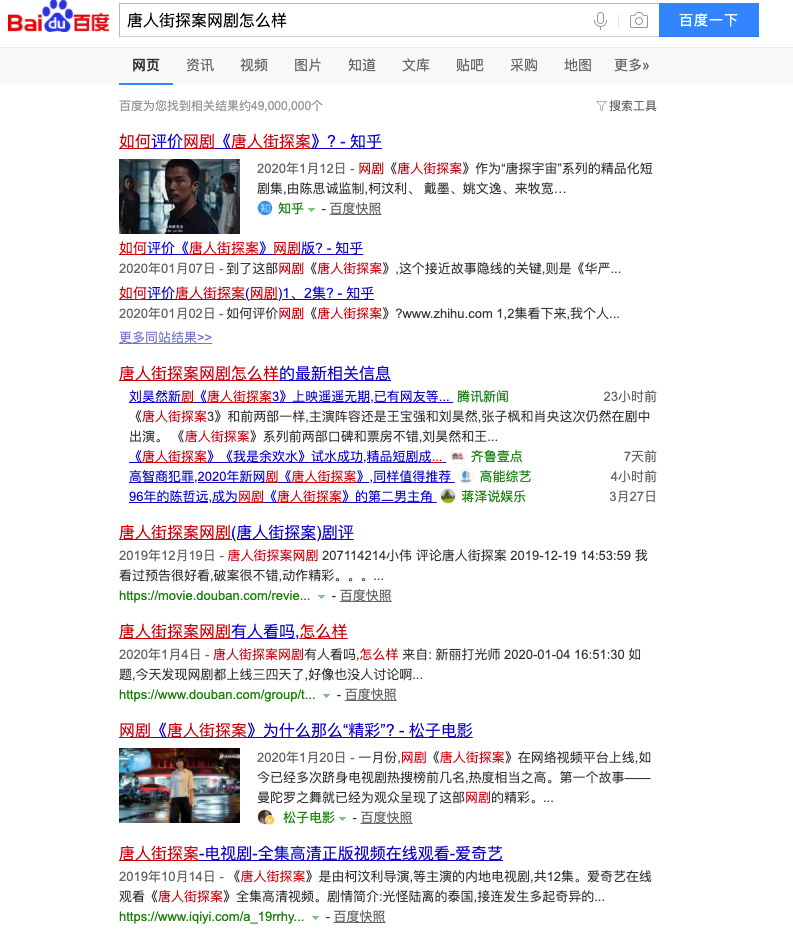 Bai du 百度
唐人街探案网剧怎么样
百度一下
网页 资讯 视频 图片 知道 文库 贴吧 采购 地图 更多»
百度为您找到相关结果约49,000,000个
搜索工具
如何评价网剧《唐人街探案》? - 知乎
2020年1月12日 - 网剧《唐人街探案》作为“唐探宇宙”系列的精品化短
剧集,由陈思诚监制,柯汶利、 戴墨、姚文逸、来牧宽…
知 知乎 - 百度快照
如何评价《唐人街探案》网剧版? - 知乎
2020年01月07日 - 到了这部网剧《唐人街探案》,这个接近故事隐线的关键,则是《华严...
如何评价唐人街探案(网剧)1、2集? - 知乎
2020年01月02日 - 如何评价网剧《唐人街探案》?www.zhihu.com 1,2集看下来,我个人...
更多同站结果>>
唐人街探案网剧怎么样的最新相关信息
刘昊然新剧《唐人街探案3》上映遥遥无期,已有网友等... 腾讯新闻 23小时前
《唐人街探案3》和前两部一样,主演阵容还是王宝强和刘昊然,张子枫和肖央这次仍然在剧中
出演。 《唐人街探案》系列前两部口碑和票房不错,刘昊然和王...
《唐人街探案》《我是余欢水》试水成功,精品短剧成... 齐鲁壹点 7天前
高智商犯罪,2020年新网剧《唐人街探案》,同样值得推荐 高能综艺 4小时前
96年的陈哲远,成为网剧《唐人街探案》的第二男主角 蒋泽说娱乐 3月27日
唐人街探案网剧(唐人街探案)剧评
2019年12月19日 - 唐人街探案网剧 207114214小伟 评论唐人街探案 2019-12-19 14:53:59 我
看过预告很好看,破案很不错,动作精彩。。。...
https://movie.douban.com/revie... - 百度快照
唐人街探案网剧有人看吗,怎么样
2020年1月4日 - 唐人街探案网剧有人看吗,怎么样 来自: 新丽打光师 2020-01-04 16:51:30 如
题,今天发现网剧都上线三四天了,好像也没人讨论啊...
https://www.douban.com/group/t... - 百度快照
网剧《唐人街探案》为什么那么“精彩”? - 松子电影
2020年1月20日 - 一月份,网剧《唐人街探案》在网络视频平台上线,如
今已经多次跻身电视剧热搜榜前几名,热度相当之高。第一个故事——
曼陀罗之舞就已经为观众呈现了这部网剧的精彩。...
松子电影 - 百度快照
唐人街探案-电视剧-全集高清正版视频在线观看-爱奇艺
2019年10月14日 - 《唐人街探案》是由柯汶利导演,等主演的内地电视剧,共12集。爱奇艺在线
观看《唐人街探案》全集高清视频。剧情简介:光怪陆离的泰国,接连发生多起奇异的...
https://www.iqiyi.com/a_19rrhy... - 百度快照